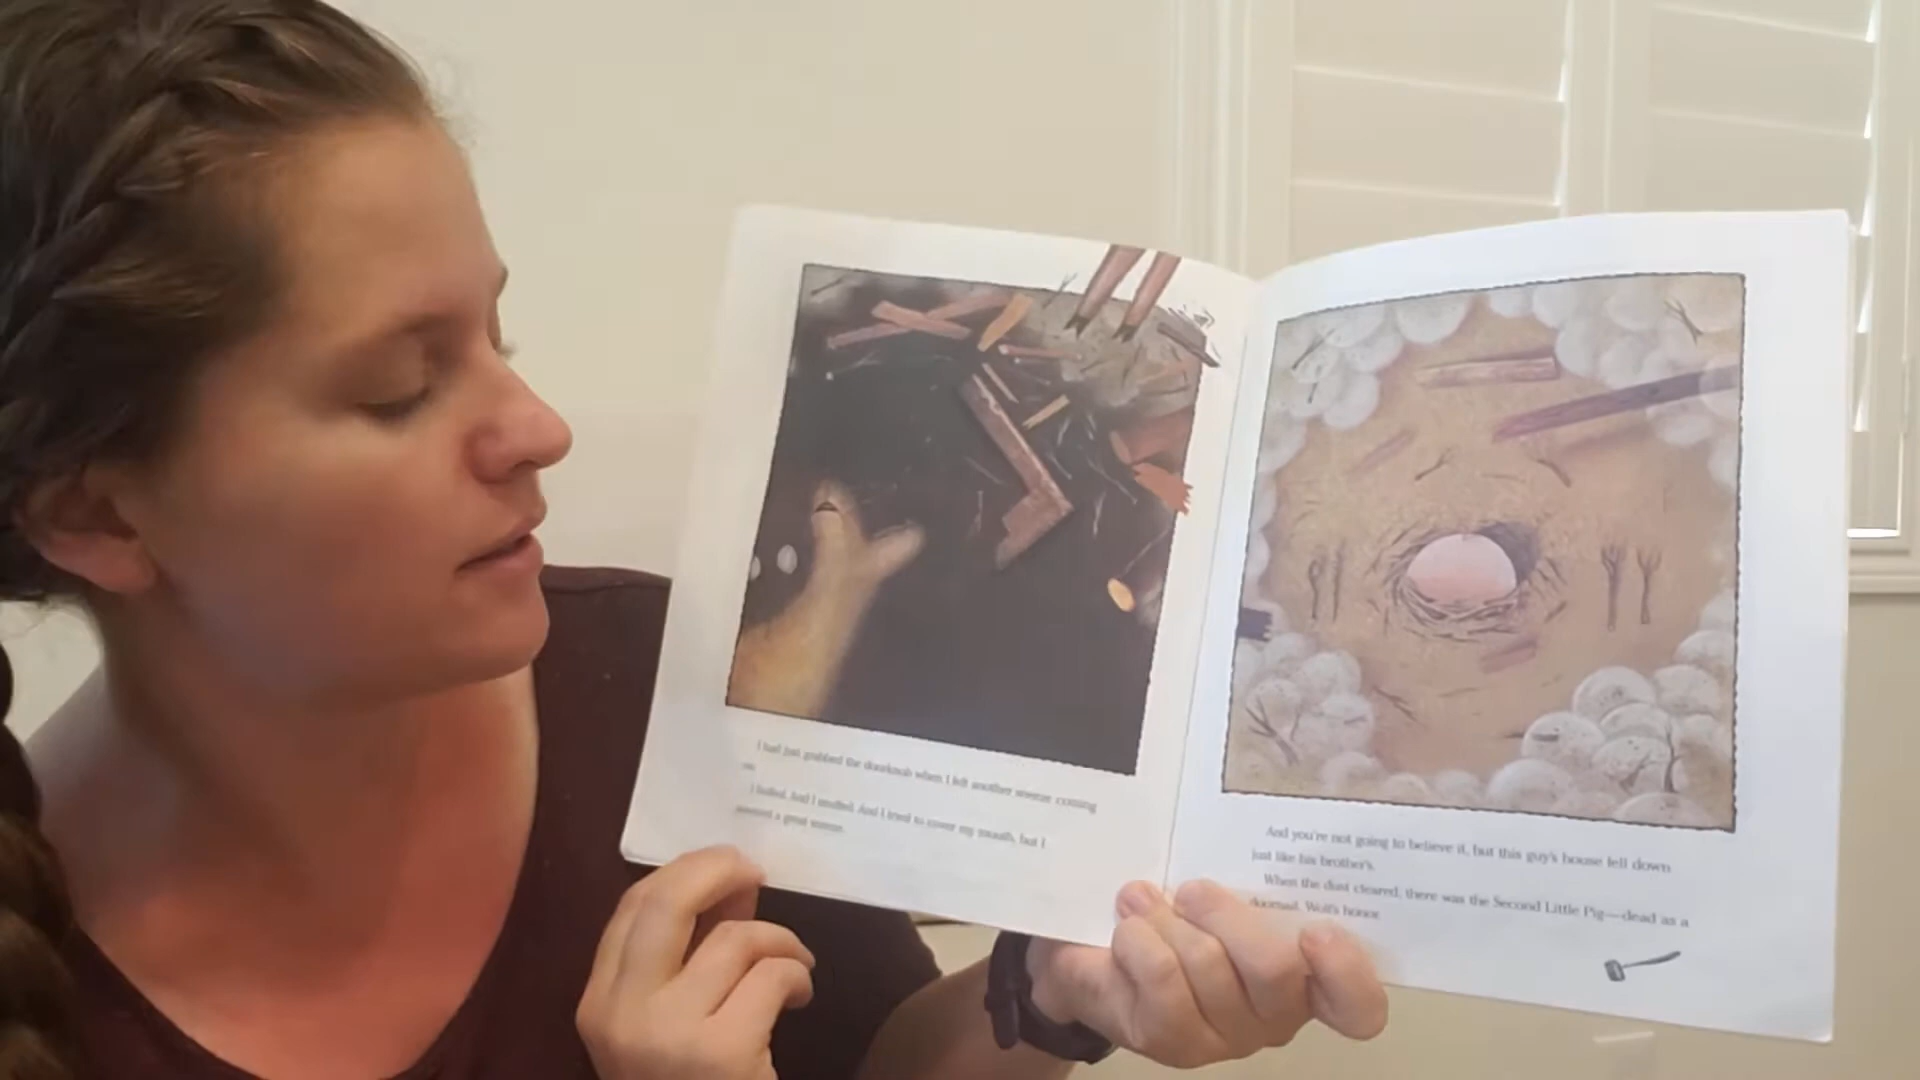 I had just grabbed the doorknob when I felt another sneeze coming
on.
I huffed. And I snuffed. And I tried to cover my mouth, but I
sneezed a great sneeze.
And you're not going to believe it, but this guy's house fell down
just like his brother's.
When the dust cleared, there was the Second Little Pig—dead as a
doornail. Wolf's honor.